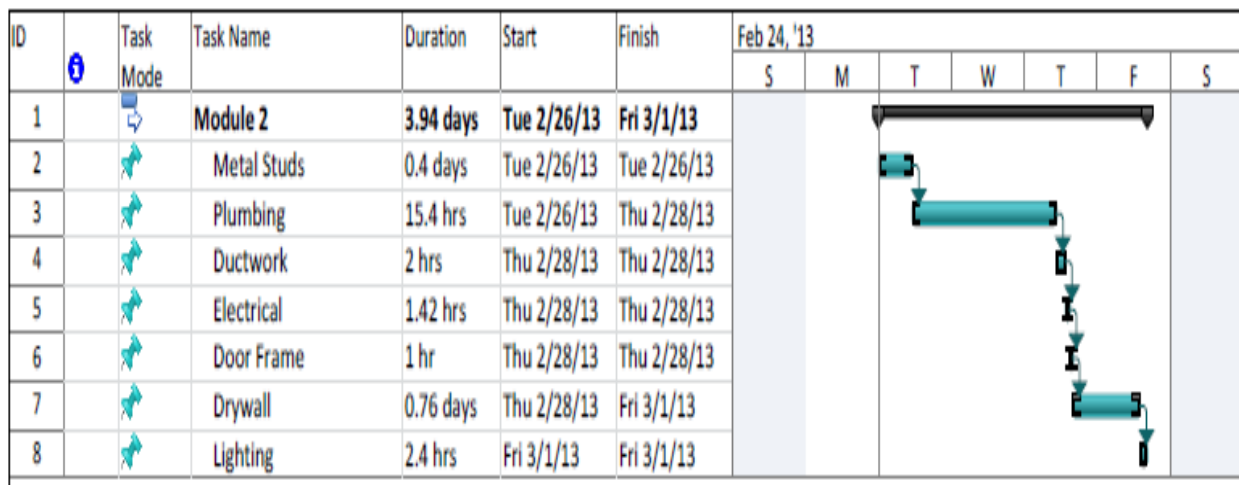 ID Task Mode Task Name Duration Start Finish Feb 24, '13
S M T W T F S
1 Module 2 3.94 days Tue 2/26/13 Fri 3/1/13
2 Metal Studs 0.4 days Tue 2/26/13 Tue 2/26/13
3 Plumbing 15.4 hrs Tue 2/26/13 Thu 2/28/13
4 Ductwork 2 hrs Thu 2/28/13 Thu 2/28/13
5 Electrical 1.42 hrs Thu 2/28/13 Thu 2/28/13
6 Door Frame 1 hr Thu 2/28/13 Thu 2/28/13
7 Drywall 0.76 days Thu 2/28/13 Fri 3/1/13
8 Lighting 2.4 hrs Fri 3/1/13 Fri 3/1/13